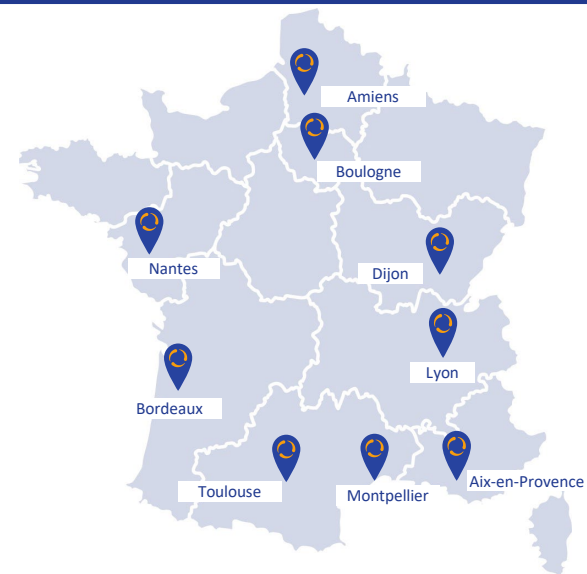 Amiens
Boulogne
Nantes
Dijon
Lyon
Bordeaux
Aix-en-Provence
Toulouse
Montpellier